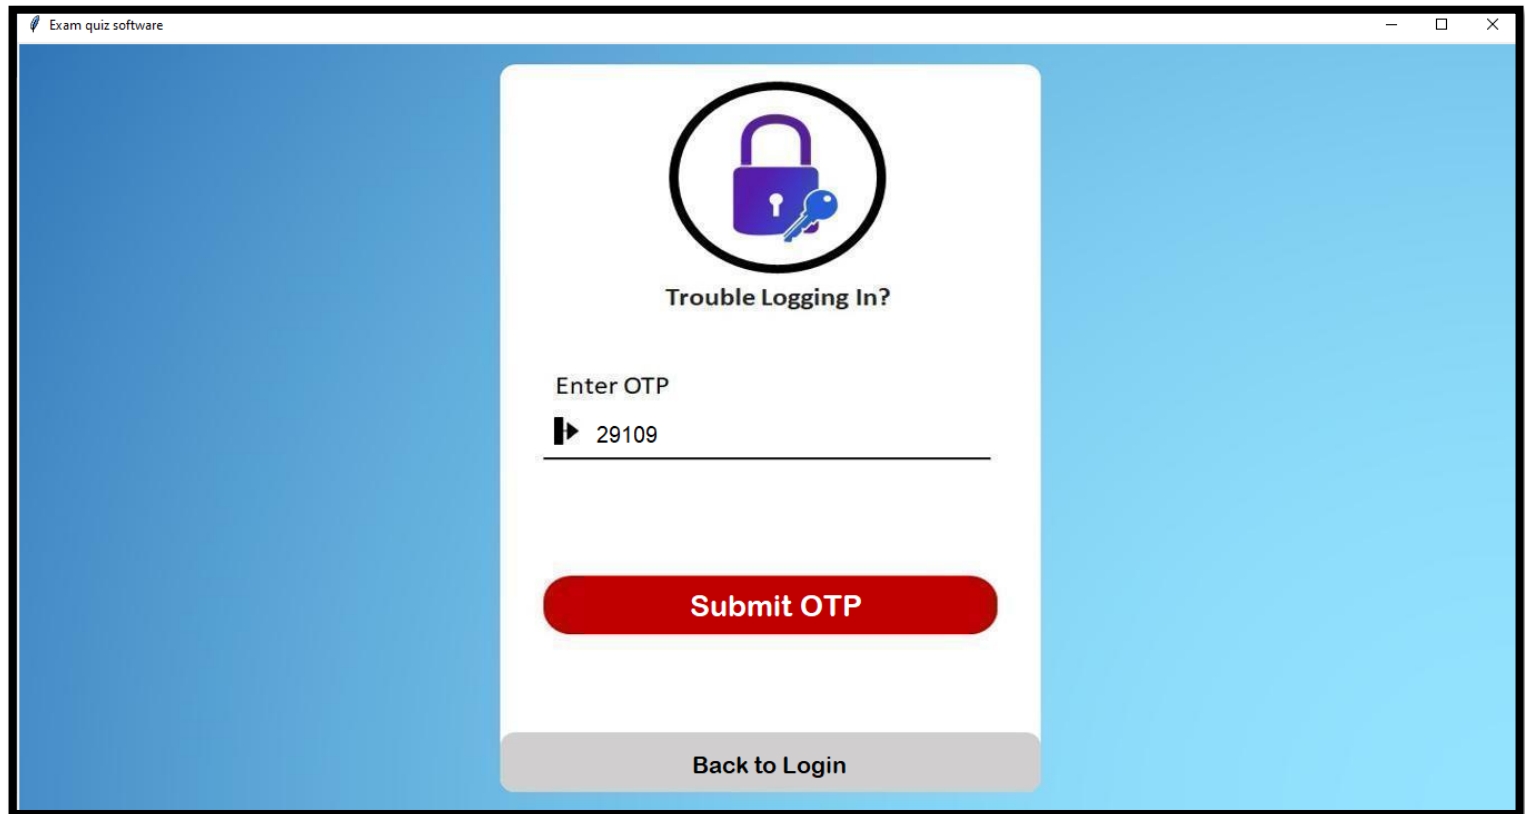 Exam quiz software
Trouble Logging In?
Enter OTP
29109
Submit OTP
Back to Login